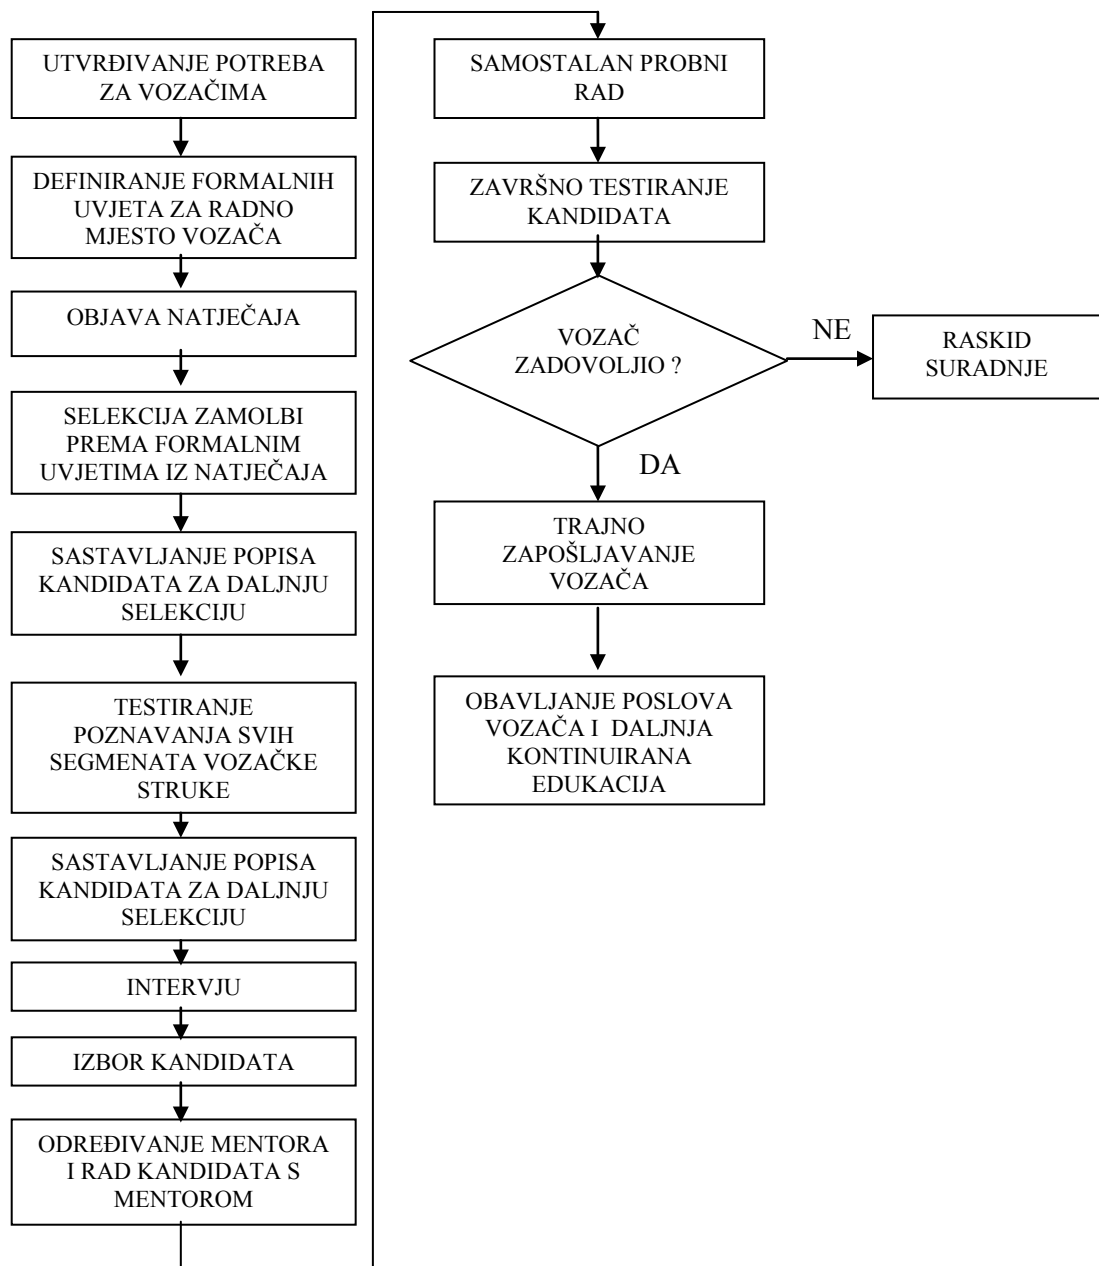 UTVRĐIVANJE POTREBA
ZA VOZAČIMA
DEFINIRANJE FORMALNIH
UVJETA ZA RADNO
MJESTO VOZAČA
OBJAVA NATJEČAJA
SELEKCIJA ZAMOLBI
PREMA FORMALNIM
UVJETIMA IZ NATJEČAJA
SASTAVLJANJE POPISA
KANDIDATA ZA DALJNJU
SELEKCIJU
TESTIRANJE
POZNAVANJA SVIH
SEGMENATA VOZAČKE
STRUKE
SASTAVLJANJE POPISA
KANDIDATA ZA DALJNJU
SELEKCIJU
INTERVJU
IZBOR KANDIDATA
ODREĐIVANJE MENTORA
I RAD KANDIDATA S
MENTOROM
SAMOSTALAN PROBNI
RAD
ZAVRŠNO TESTIRANJE
KANDIDATA
VOZAČ
ZADOVOLJIO ?
NE
RASKID
SURADNJE
DA
TRAJNO
ZAPOŠLJAVANJE
VOZAČA
OBAVLJANJE POSLOVA
VOZAČA I DALJNJA
KONTINUIRANA
EDUKACIJA